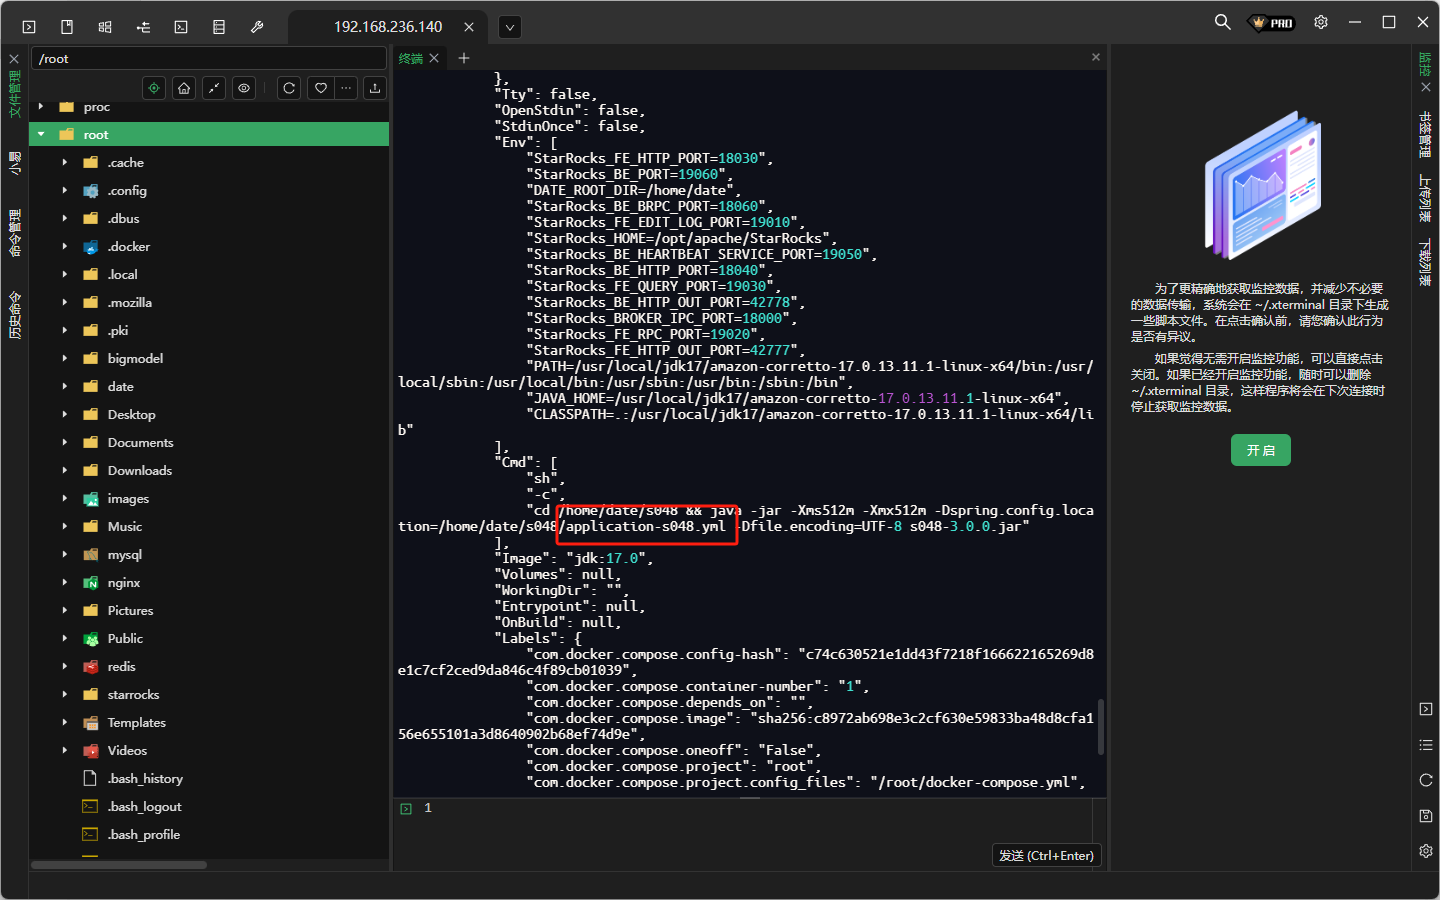 192.168.236.140
PRO
/root
终端
文件管理
小易
命令管理
历史命令
proc
root
.cache
.config
.dbus
.docker
.local
.mozilla
.pki
bigmodel
date
Desktop
Documents
Downloads
images
Music
mysql
nginx
Pictures
Public
redis
starrocks
Templates
Videos
.bash_history
.bash_logout
.bash_profile
},
"Tty": false,
"OpenStdin": false,
"StdinOnce": false,
"Env": [
"StarRocks_FE_HTTP_PORT=18030",
"StarRocks_BE_PORT=19060",
"DATE_ROOT_DIR=/home/date",
"StarRocks_BE_BRPC_PORT=18060",
"StarRocks_FE_EDIT_LOG_PORT=19010",
"StarRocks_HOME=/opt/apache/StarRocks",
"StarRocks_BE_HEARTBEAT_SERVICE_PORT=19050",
"StarRocks_BE_HTTP_PORT=18040",
"StarRocks_FE_QUERY_PORT=19030",
"StarRocks_BE_HTTP_OUT_PORT=42778",
"StarRocks_BROKER_IPC_PORT=18000",
"StarRocks_FE_RPC_PORT=19020",
"StarRocks_FE_HTTP_OUT_PORT=42777",
"PATH=/usr/local/jdk17/amazon-corretto-17.0.13.11.1-linux-x64/bin:/usr/
local/sbin:/usr/local/bin:/usr/sbin:/usr/bin:/sbin:/bin",
"JAVA_HOME=/usr/local/jdk17/amazon-corretto-17.0.13.11.1-linux-x64",
"CLASSPATH=.:/usr/local/jdk17/amazon-corretto-17.0.13.11.1-linux-x64/li
b"
],
"Cmd": [
"sh",
"-c",
"cd /home/date/s048 && java -jar -Xms512m -Xmx512m -Dspring.config.loca
tion=/home/date/s048/application-s048.yml -Dfile.encoding=UTF-8 s048-3.0.0.jar"
],
"Image": "jdk:17.0",
"Volumes": null,
"WorkingDir": "",
"Entrypoint": null,
"OnBuild": null,
"Labels": {
"com.docker.compose.config-hash": "c74c630521e1dd43f7218f166622165269d8
e1c7cf2ced9da846c4f89cb01039",
"com.docker.compose.container-number": "1",
"com.docker.compose.depends_on": "",
"com.docker.compose.image": "sha256:c8972ab698e3c2cf630e59833ba48d8cfa1
56e655101a3d8640902b68ef74d9e",
"com.docker.compose.oneoff": "False",
"com.docker.compose.project": "root",
"com.docker.compose.project.config_files": "/root/docker-compose.yml",
1
发送 (Ctrl+Enter)
为了更精确地获取监控数据，并减少不必要
的数据传输，系统会在 ~/.xterminal 目录下生成
一些脚本文件。在点击确认前，请您确认此行为
是否有异议。
如果觉得无需开启监控功能，可以直接点击
关闭。如果已经开启监控功能，随时可以删除
~/.xterminal 目录，这样程序将会在下次连接时
停止获取监控数据。
开启
监控
书签管理
上传列表
下载列表